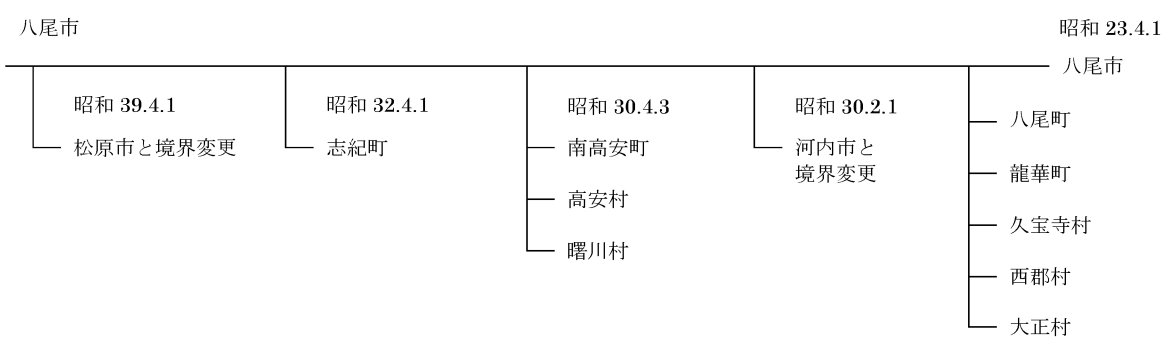 八尾市
昭和 23.4.1
八尾市
昭和 39.4.1
松原市と境界変更
昭和 32.4.1
志紀町
昭和 30.4.3
南高安町
高安村
曙川村
昭和 30.2.1
河内市と
境界変更
八尾町
龍華町
久宝寺村
西郡村
大正村